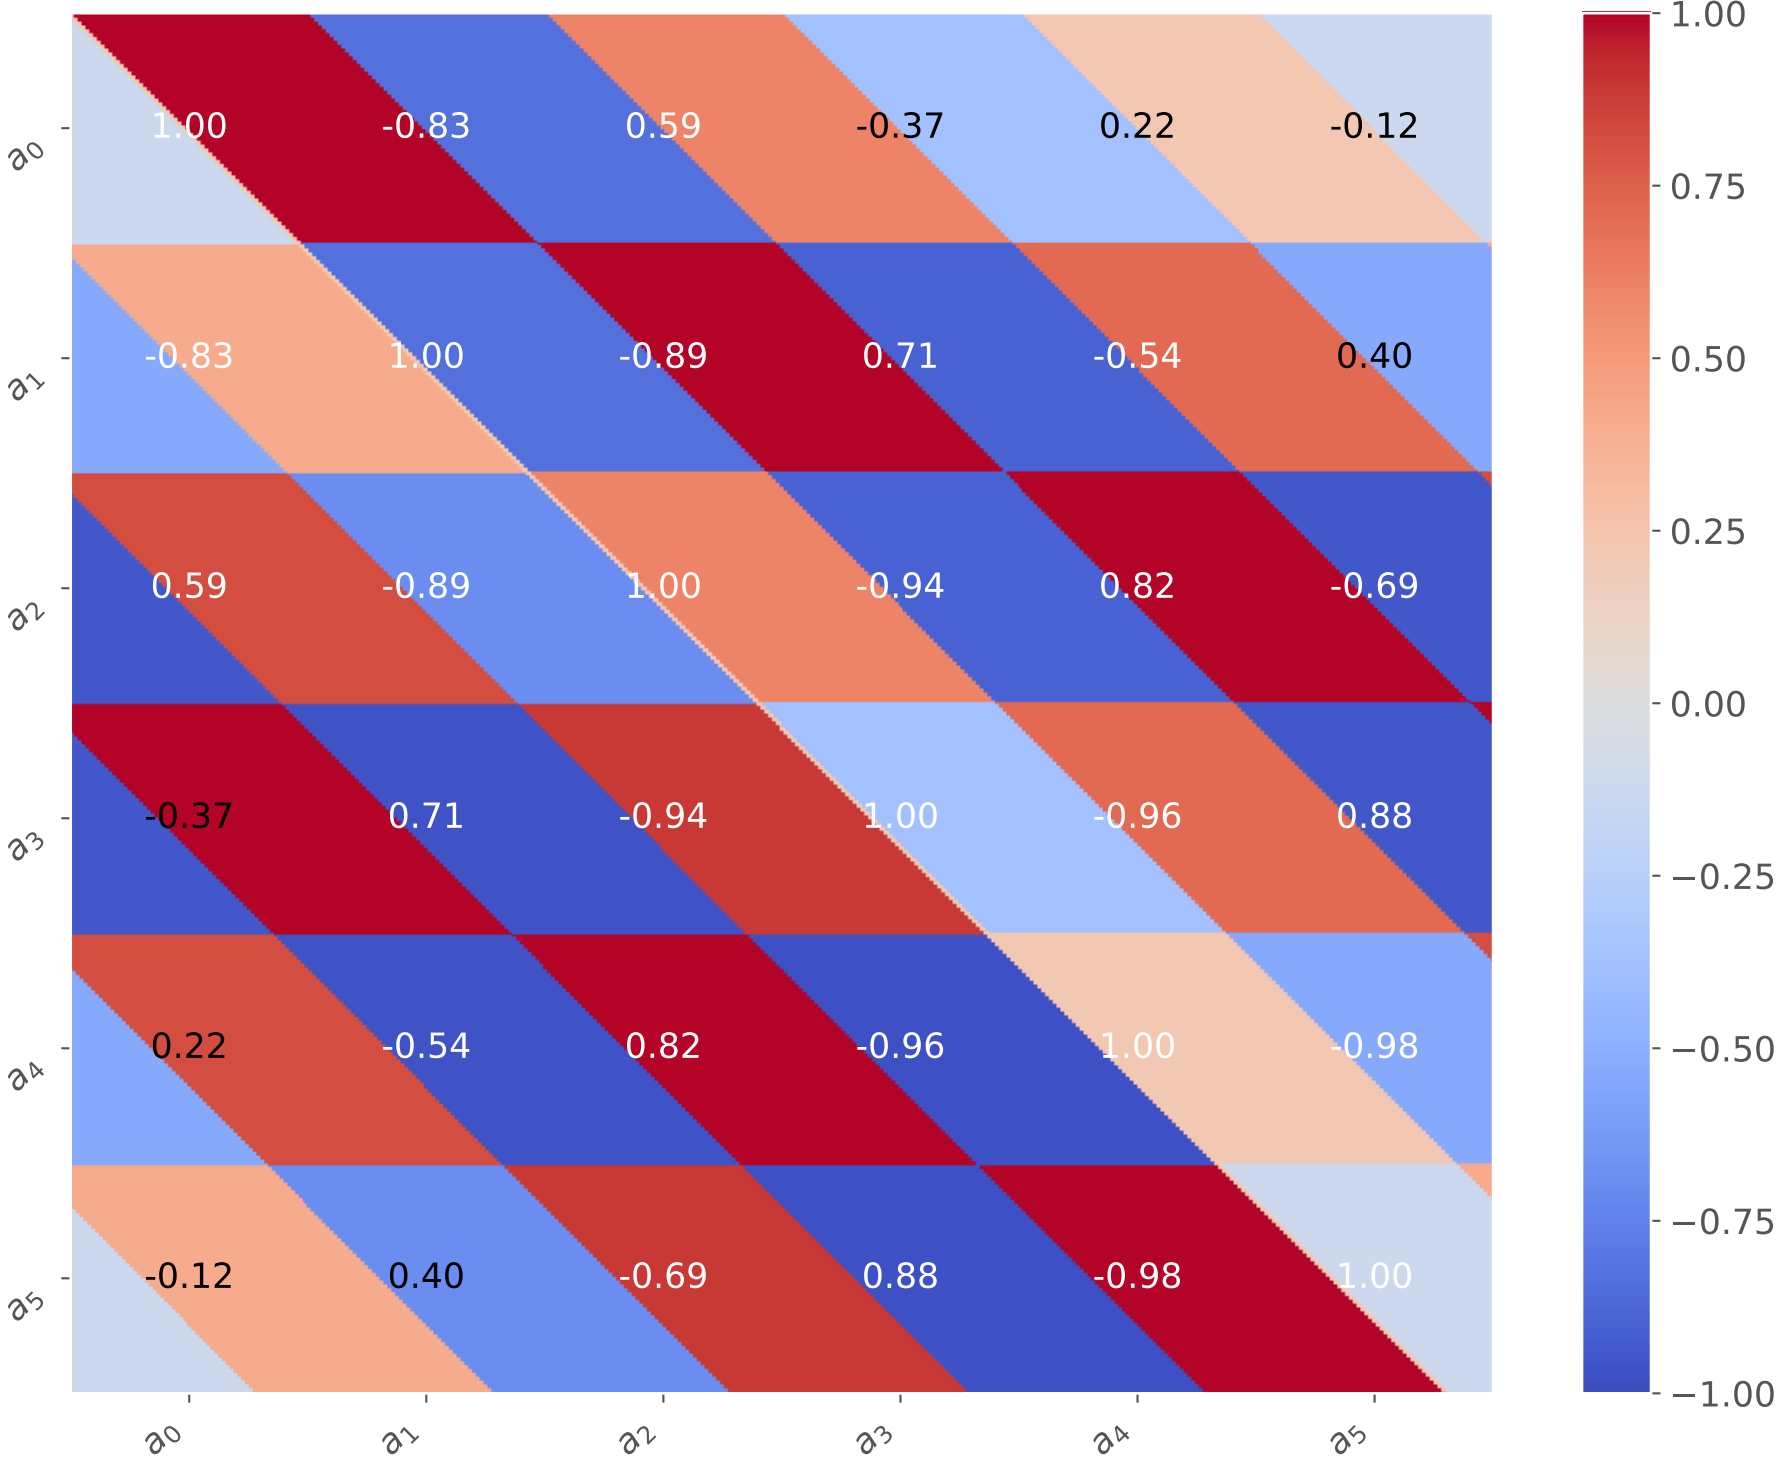 1.00
a0 1.00 -0.83 0.59 -0.37 0.22 -0.12
0.75
a1 -0.83 1.00 -0.89 0.71 -0.54 0.40
0.50
0.25
a2 0.59 -0.89 1.00 -0.94 0.82 -0.69
0.00
a3 -0.37 0.71 -0.94 1.00 -0.96 0.88
−0.25
a4 0.22 -0.54 0.82 -0.96 1.00 -0.98
−0.50
−0.75
a5 -0.12 0.40 -0.69 0.88 -0.98 1.00
−1.00
a0 a1 a2 a3 a4 a5